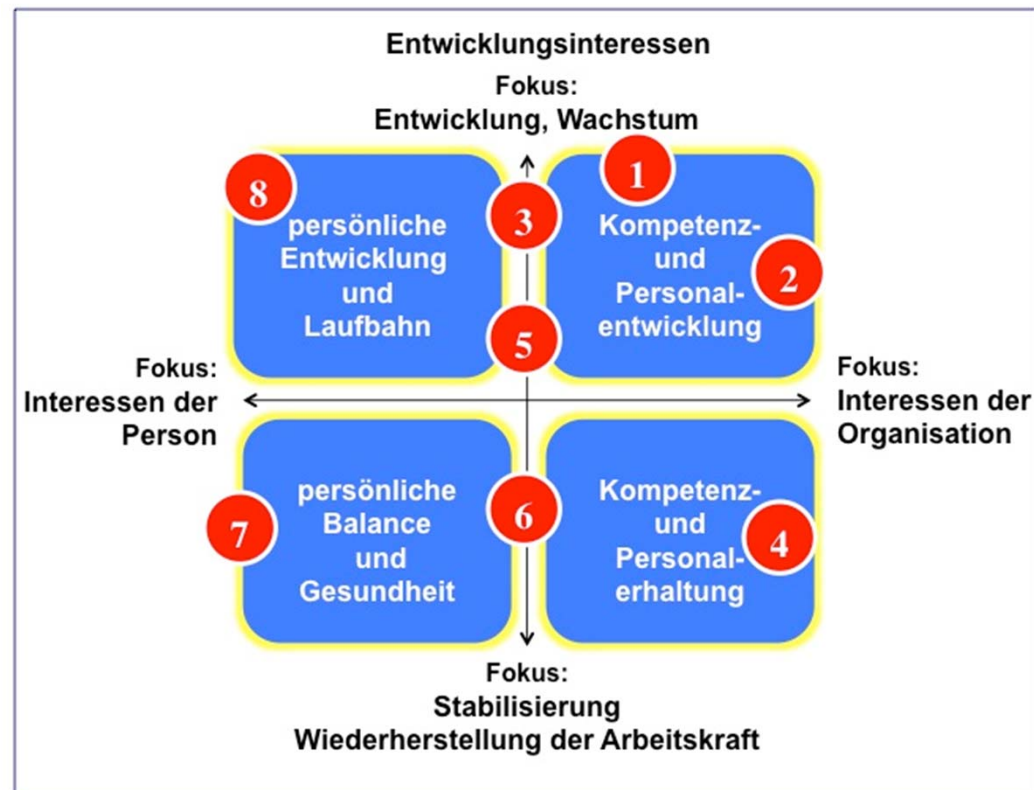 Entwicklungsinteressen
Fokus:
Entwicklung, Wachstum
8
persönliche
Entwicklung
und
Laufbahn
3
5
1
Kompetenz-
und
Personal-
entwicklung
2
Fokus:
Interessen der
Person
Fokus:
Interessen der
Organisation
7
persönliche
Balance
und
Gesundheit
6
Kompetenz-
und
Personal-
erhaltung
4
Fokus:
Stabilisierung
Wiederherstellung der Arbeitskraft